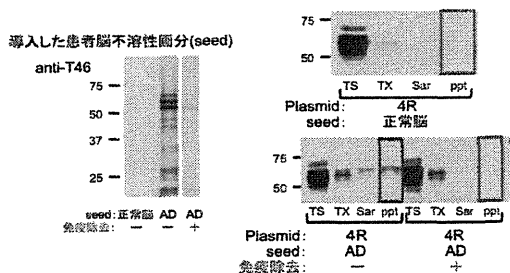 導入した患者脳不溶性画分(seed)
anti-T46
75
50
37
25
seed: 正常脳 AD AD
免疫除去: − − +
75
50
TS TX Sar ppt
Plasmid: 4R
seed: 正常脳
75
50
TS TX Sar ppt TS TX Sar ppt
Plasmid: 4R 4R
seed: AD AD
免疫除去: − +